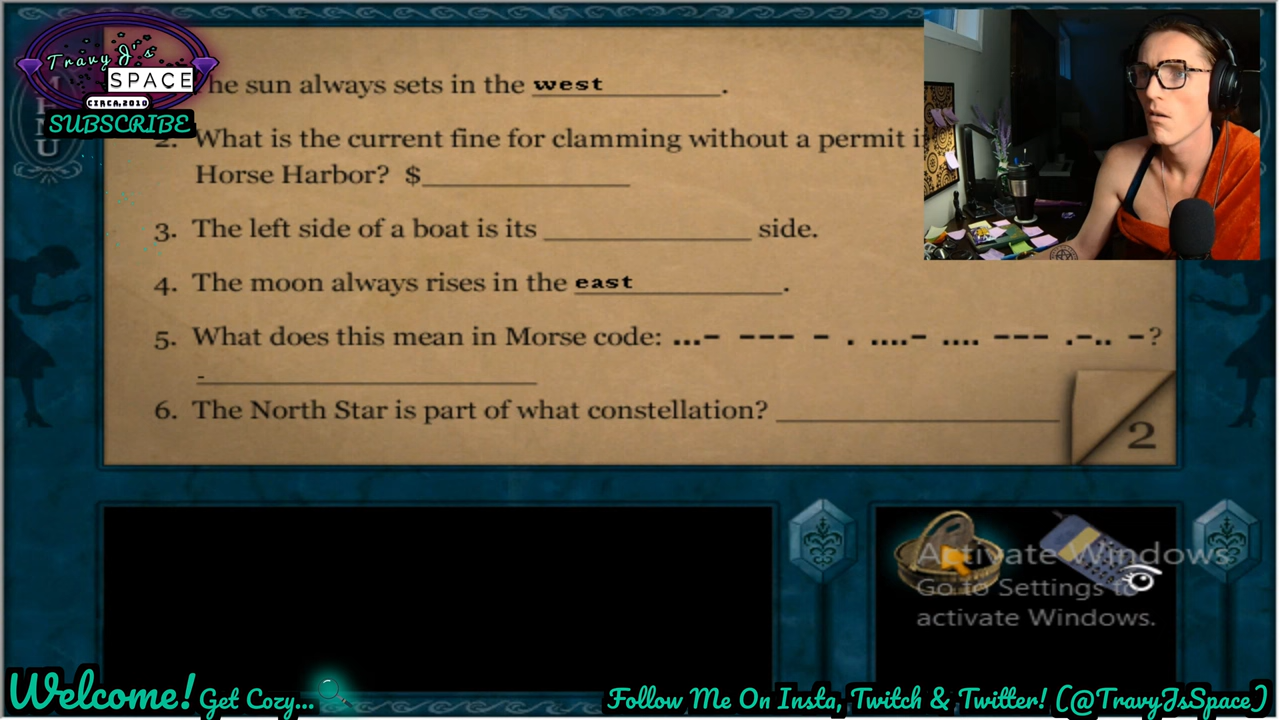 Travy J's
SPACE
CIRCA.2010
SUBSCRIBE
he sun always sets in the west.
2. What is the current fine for clamming without a permit i
Horse Harbor? $
3. The left side of a boat is its side.
4. The moon always rises in the east.
5. What does this mean in Morse code: ...– ––– – . ....– .... ––– .–.. –?
-
6. The North Star is part of what constellation?
2
MENU
Activate Windows
Go to Settings to
activate Windows.
Welcome! Get Cozy...
Follow Me On Insta, Twitch & Twitter! (@TravyJsSpace)